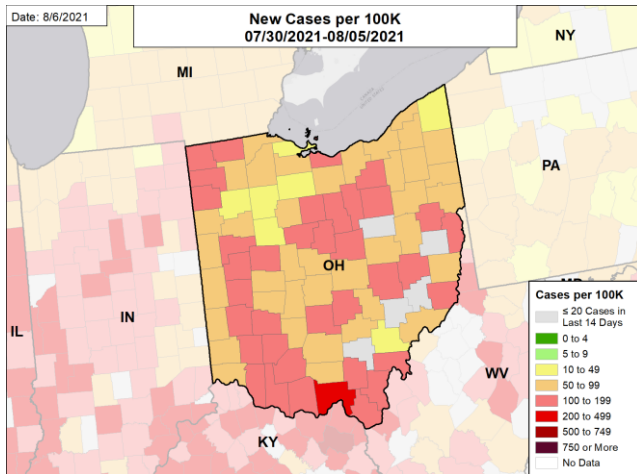 Date: 8/6/2021
New Cases per 100K
07/30/2021-08/05/2021
NY
MI
PA
OH
IN
IL
WV
KY
Cases per 100K
≤ 20 Cases in
Last 14 Days
0 to 4
5 to 9
10 to 49
50 to 99
100 to 199
200 to 499
500 to 749
750 or More
No Data